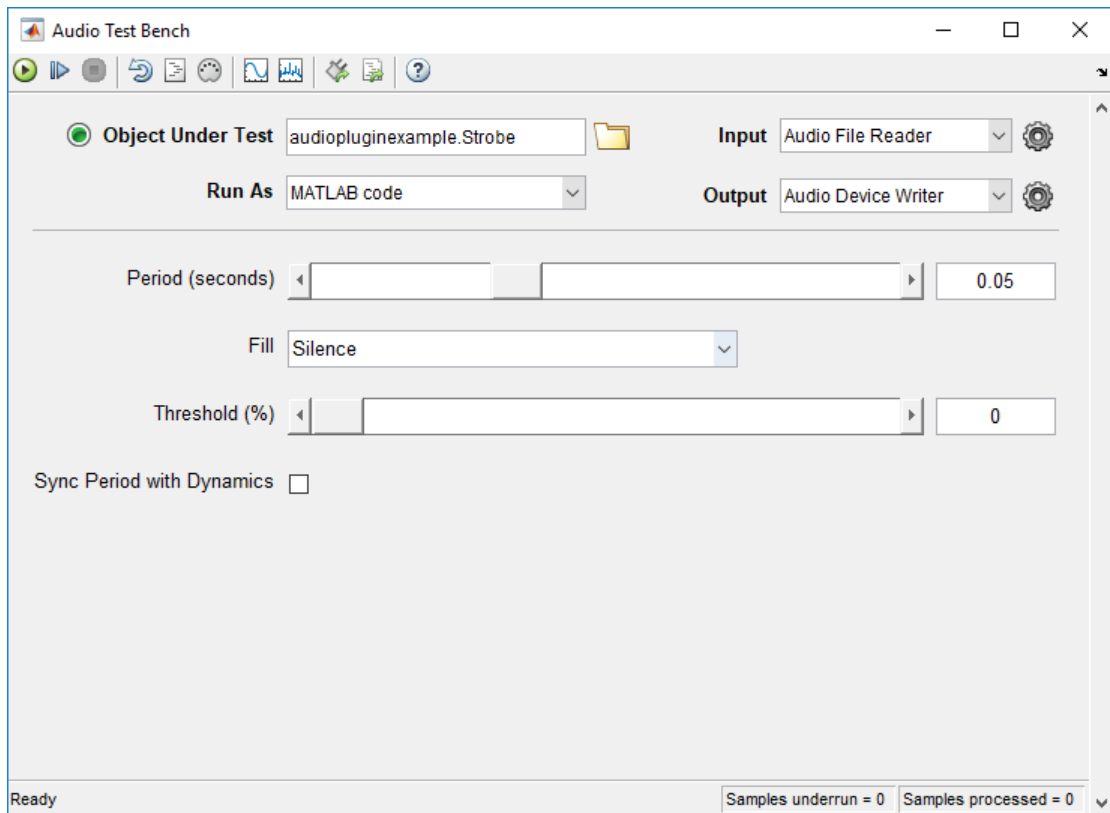 Audio Test Bench
Object Under Test audiopluginexample.Strobe Input Audio File Reader
Run As MATLAB code Output Audio Device Writer
Period (seconds) 0.05
Fill Silence
Threshold (%) 0
Sync Period with Dynamics
Ready Samples underrun = 0 Samples processed = 0